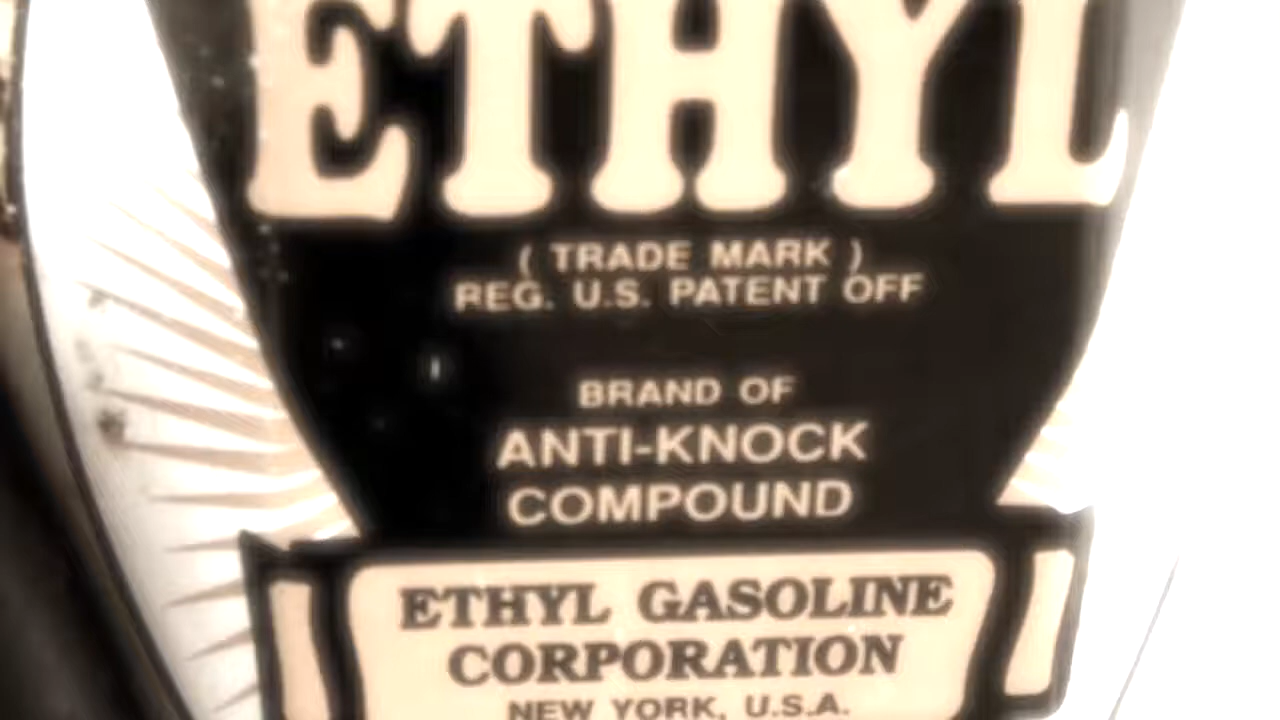 ETHYL
( TRADE MARK )
REG. U.S. PATENT OFF
BRAND OF
ANTI-KNOCK
COMPOUND
ETHYL GASOLINE
CORPORATION
NEW YORK, U.S.A.